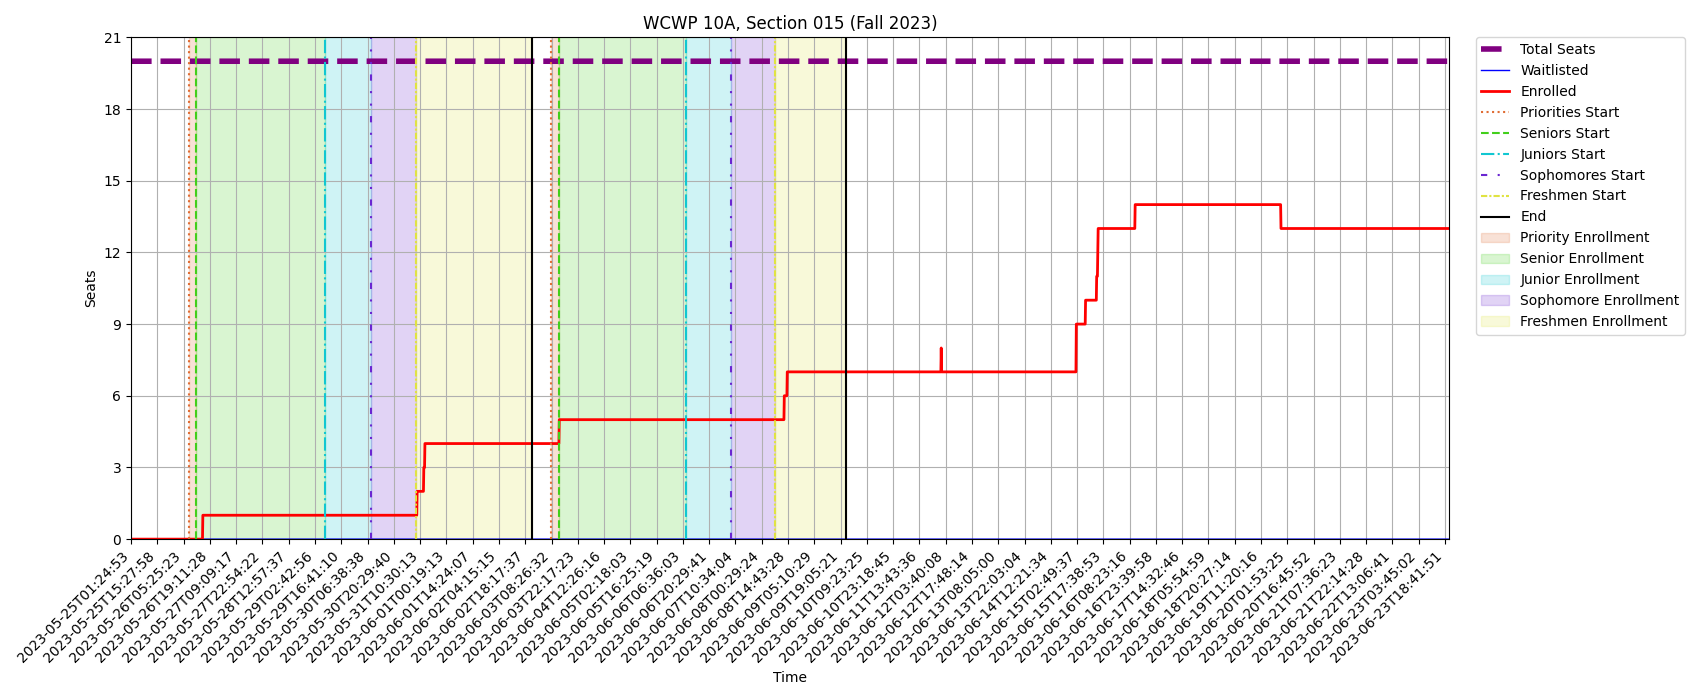 WCWP 10A, Section 015 (Fall 2023)
21
18
15
12
9
6
3
0
Seats
2023-05-25T01:24:53
2023-05-25T15:27:58
2023-05-26T05:25:23
2023-05-26T19:11:28
2023-05-27T09:09:17
2023-05-27T22:54:22
2023-05-28T12:57:37
2023-05-29T02:42:56
2023-05-29T16:41:10
2023-05-30T06:38:38
2023-05-30T20:29:40
2023-05-31T10:30:13
2023-06-01T00:19:13
2023-06-01T14:24:07
2023-06-02T04:15:15
2023-06-02T18:17:37
2023-06-03T08:26:32
2023-06-03T22:17:23
2023-06-04T12:26:16
2023-06-05T02:18:03
2023-06-05T16:25:19
2023-06-06T06:36:03
2023-06-06T20:29:41
2023-06-07T10:34:04
2023-06-08T00:29:24
2023-06-08T14:43:28
2023-06-09T05:10:29
2023-06-09T19:05:21
2023-06-10T09:23:25
2023-06-10T23:18:45
2023-06-11T13:43:36
2023-06-12T03:40:08
2023-06-12T17:48:14
2023-06-13T08:05:00
2023-06-13T22:03:04
2023-06-14T12:21:34
2023-06-15T02:49:37
2023-06-15T17:38:53
2023-06-16T08:23:16
2023-06-16T23:39:58
2023-06-17T14:32:46
2023-06-18T05:54:59
2023-06-18T20:27:14
2023-06-19T11:20:16
2023-06-20T01:53:25
2023-06-20T16:45:52
2023-06-21T07:36:23
2023-06-21T22:14:28
2023-06-22T13:06:41
2023-06-23T03:45:02
2023-06-23T18:41:51
Time
Total Seats
Waitlisted
Enrolled
Priorities Start
Seniors Start
Juniors Start
Sophomores Start
Freshmen Start
End
Priority Enrollment
Senior Enrollment
Junior Enrollment
Sophomore Enrollment
Freshmen Enrollment